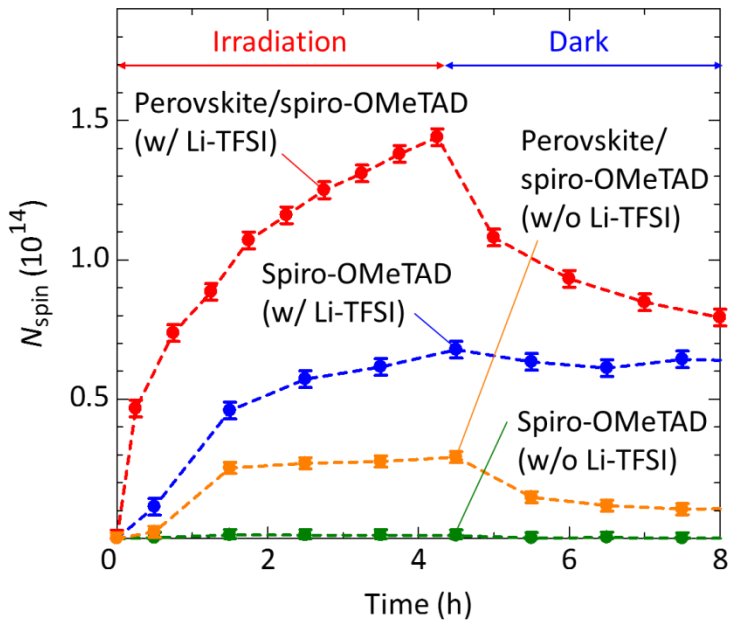 Irradiation
Dark
Perovskite/spiro-OMeTAD
(w/ Li-TFSI)
Perovskite/
spiro-OMeTAD
(w/o Li-TFSI)
Spiro-OMeTAD
(w/ Li-TFSI)
Spiro-OMeTAD
(w/o Li-TFSI)
1.5
1.0
0.5
0
2
4
6
8
Nspin (10¹⁴)
Time (h)